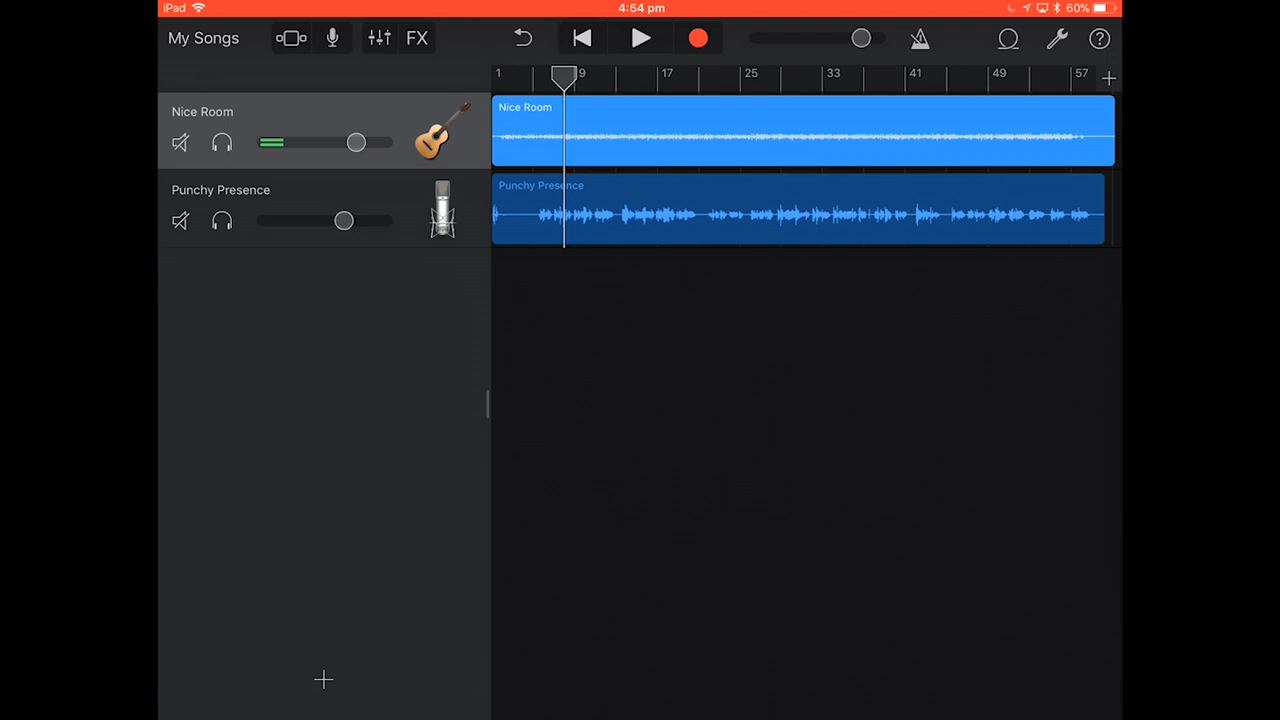 iPad 4:54 pm 60%
My Songs FX
1 9 17 25 33 41 49 57
Nice Room
Nice Room
Punchy Presence
Punchy Presence